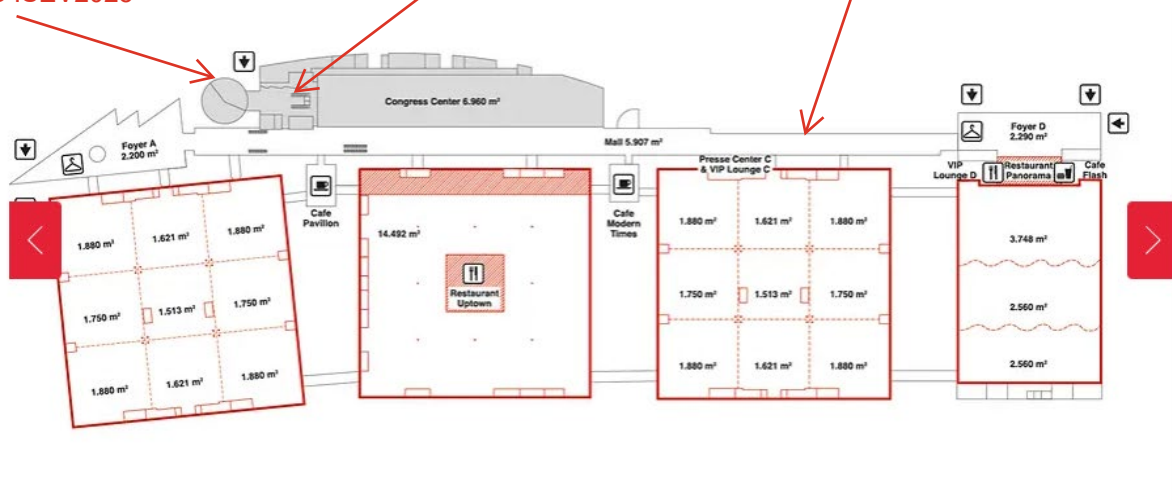 Congress Center 6.960 m²
Foyer A
2.200 m²
Mall 5.907 m²
Foyer D
2.290 m²
Presse Center C
& VIP Lounge C
VIP
Lounge D
Restaurant
Panorama
Cafe
Flash
Cafe
Pavilion
Cafe
Modern
Times
1.880 m²
1.621 m²
1.880 m²
1.750 m²
1.513 m²
1.750 m²
1.880 m²
1.621 m²
1.880 m²
14.492 m²
Restaurant
Uptown
1.880 m²
1.621 m²
1.880 m²
1.750 m²
1.513 m²
1.750 m²
1.880 m²
1.621 m²
1.880 m²
3.748 m²
2.560 m²
2.560 m²